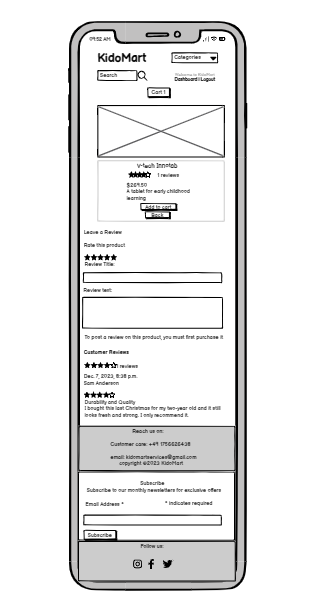 09:52 AM
KidoMart
Categories
Search
Welcome to KidoMart
Dashboard | Logout
Cart 1
V-Tech Innotab
1 reviews
$269.50
A tablet for early childhood
learning
Add to cart
Back
Leave a Review
Rate this product
Review Title:
Review text:
To post a review on this product, you must first purchase it
Customer Reviews
1 reviews
Dec. 7, 2023, 8:38 p.m.
Sam Anderson
Durability and Quality
I bought this last Christmas for my two-year old and it still
looks fresh and strong. I only recommend it.
Reach us on:
Customer care: +49 1756626438
email: kidomartservices@gmail.com
copyright ©2023 KidoMart
Subscribe
Subscribe to our monthly newsletters for exclusive offers
Email Address *
* indicates required
Subscribe
Follow us: